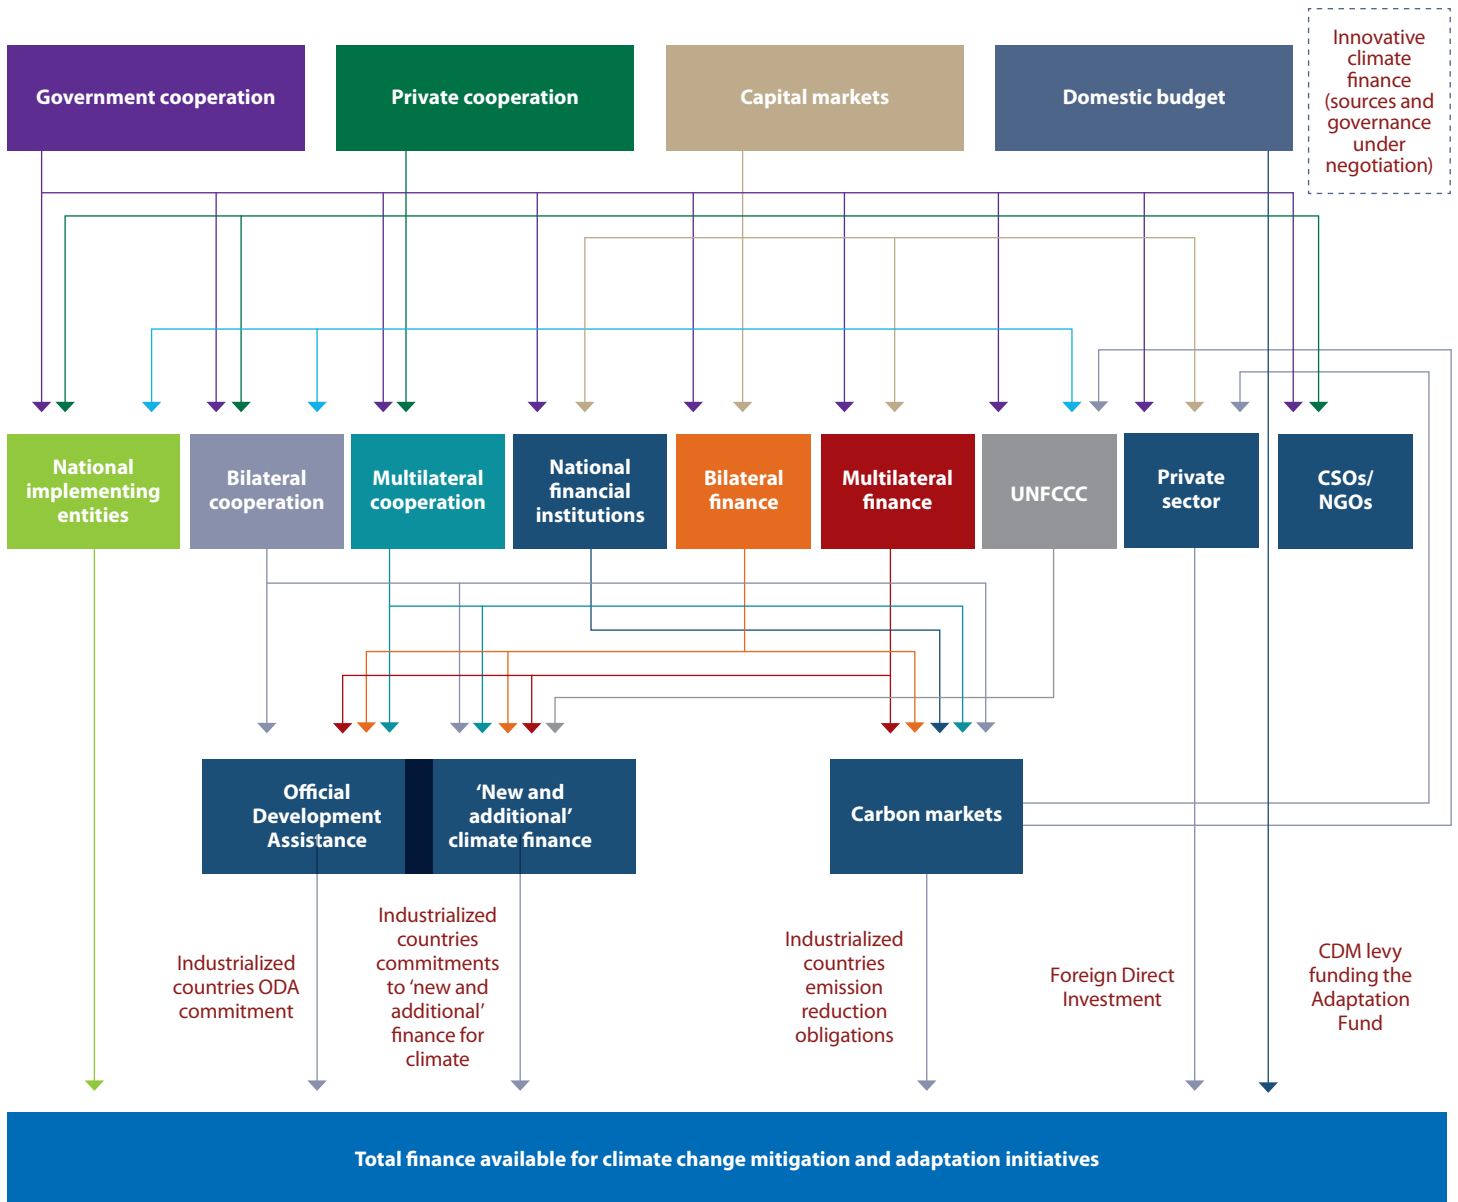 Government cooperation
Private cooperation
Capital markets
Domestic budget
Innovative
climate
finance
(sources and
governance
under
negotiation)
National
implementing
entities
Bilateral
cooperation
Multilateral
cooperation
National
financial
institutions
Bilateral
finance
Multilateral
finance
UNFCCC
Private
sector
CSOs/
NGOs
Official
Development
Assistance
‘New and
additional’
climate finance
Carbon markets
Industrialized
countries ODA
commitment
Industrialized
countries
commitments
to ‘new and
additional’
finance for
climate
Industrialized
countries
emission
reduction
obligations
Foreign Direct
Investment
CDM levy
funding the
Adaptation
Fund
Total finance available for climate change mitigation and adaptation initiatives